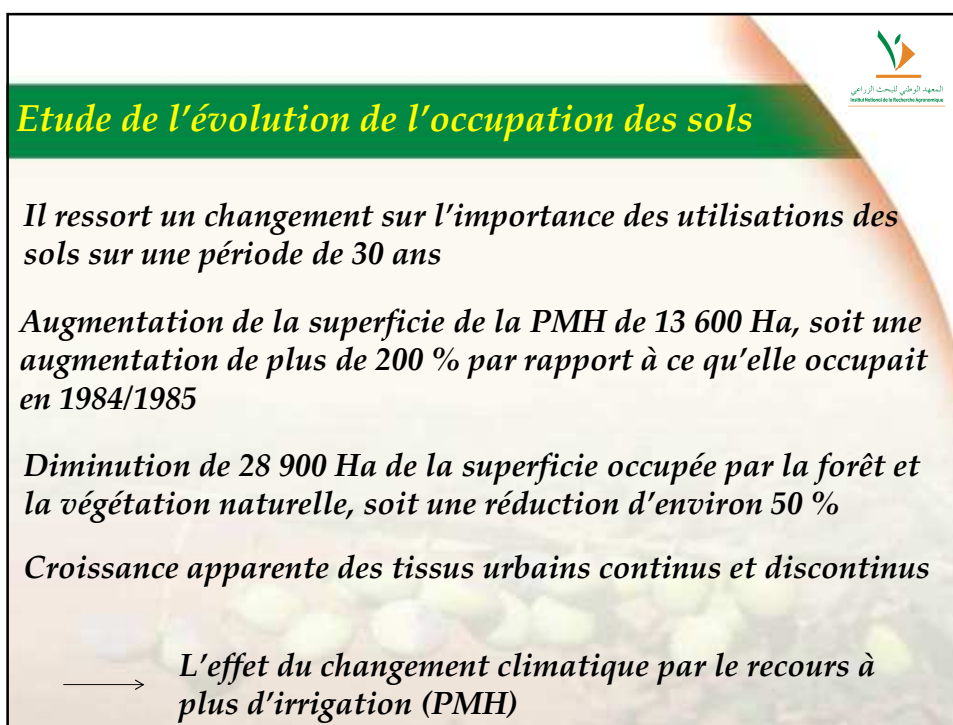 المعهد الوطني للبحث الزراعي
Institut National de la Recherche Agronomique
Etude de l’évolution de l’occupation des sols
Il ressort un changement sur l’importance des utilisations des
sols sur une période de 30 ans
Augmentation de la superficie de la PMH de 13 600 Ha, soit une
augmentation de plus de 200 % par rapport à ce qu’elle occupait
en 1984/1985
Diminution de 28 900 Ha de la superficie occupée par la forêt et
la végétation naturelle, soit une réduction d’environ 50 %
Croissance apparente des tissus urbains continus et discontinus
L’effet du changement climatique par le recours à
plus d’irrigation (PMH)